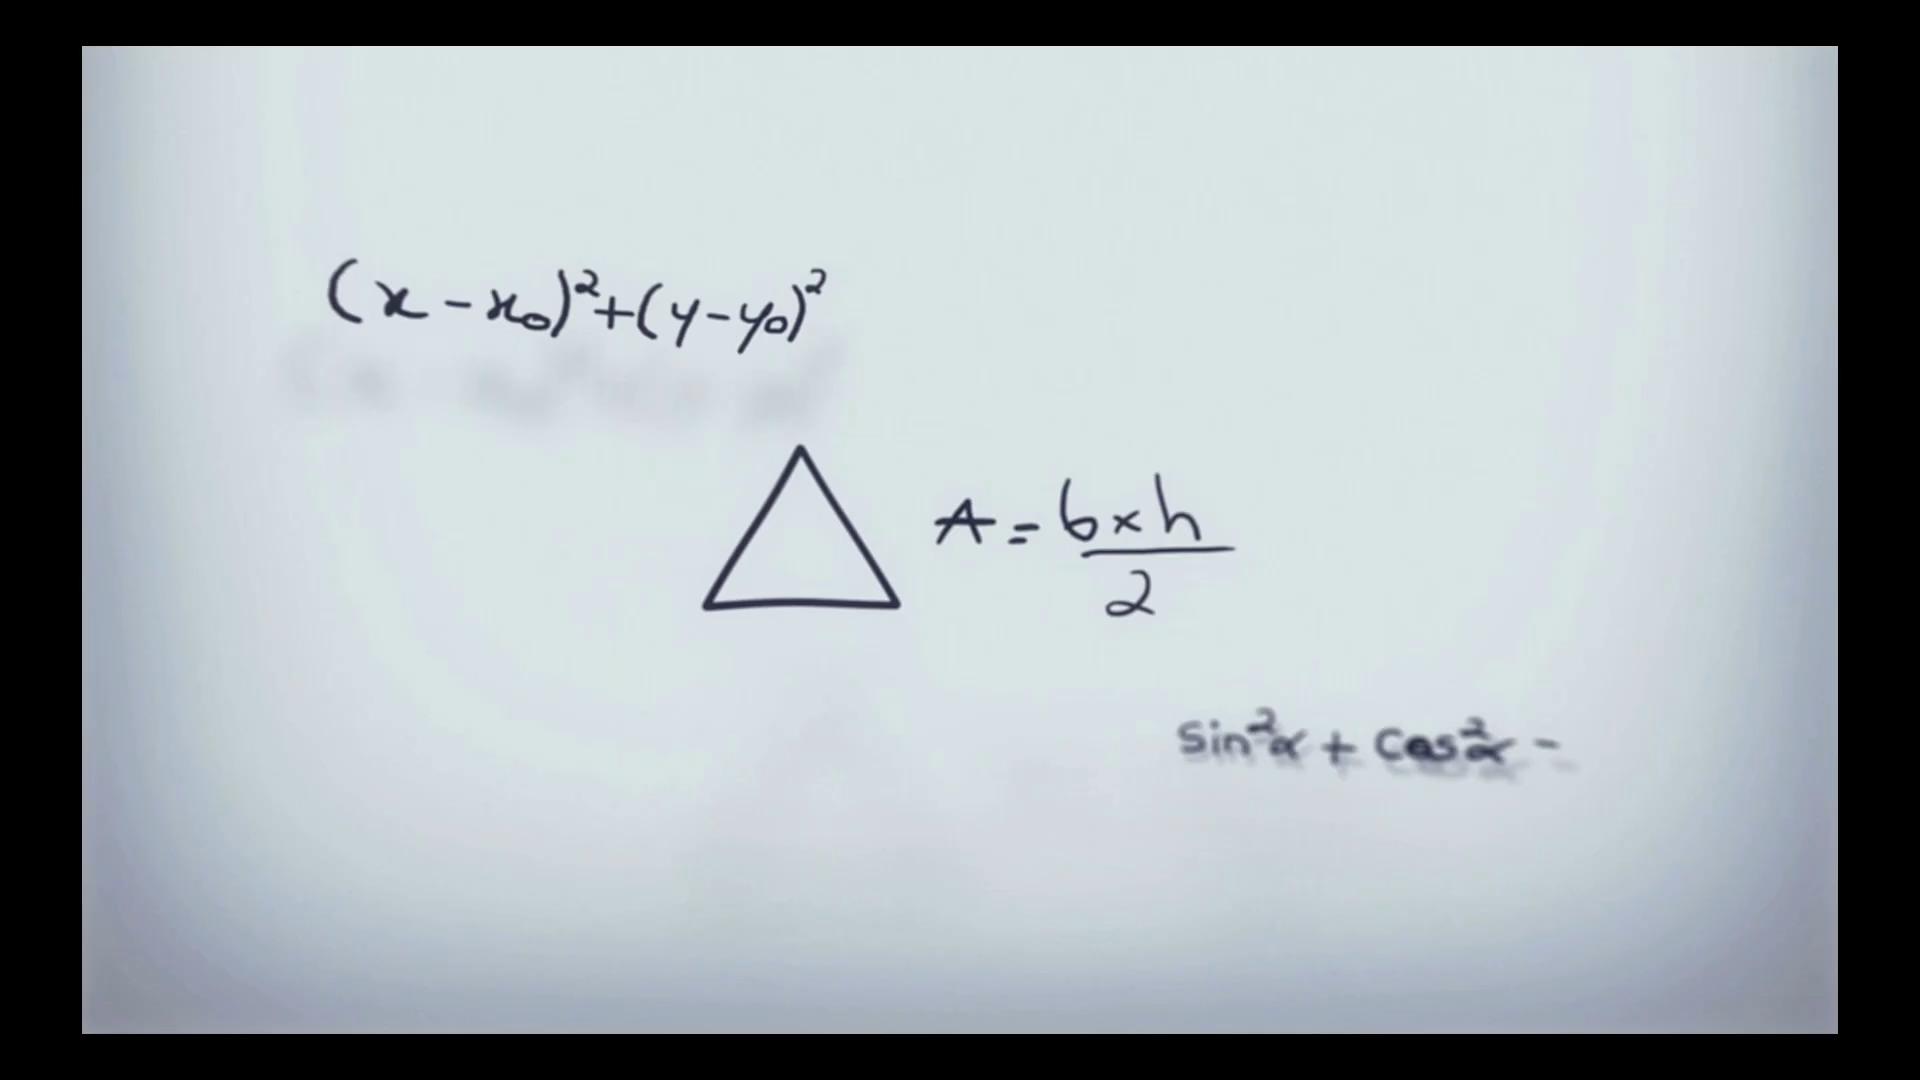 (x - x₀)² + (y - y₀)²
A = b x h
2
sin²α + cos²α -